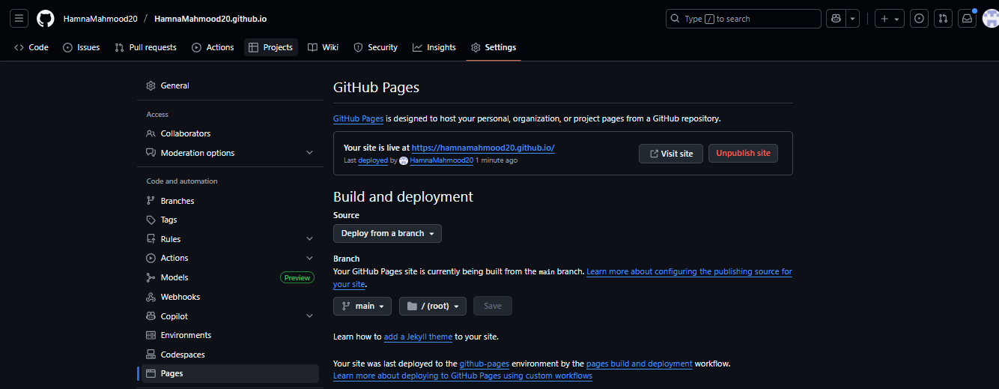 HamnaMahmood20 / HamnaMahmood20.github.io
Type / to search
Code Issues Pull requests Actions Projects Wiki Security Insights Settings
General
Access
Collaborators
Moderation options
Code and automation
Branches
Tags
Rules
Actions
Models Preview
Webhooks
Copilot
Environments
Codespaces
Pages
GitHub Pages
GitHub Pages is designed to host your personal, organization, or project pages from a GitHub repository.
Your site is live at https://hamnamahmood20.github.io/
Last deployed by HamnaMahmood20 1 minute ago
Visit site
Unpublish site
Build and deployment
Source
Deploy from a branch
Branch
Your GitHub Pages site is currently being built from the main branch. Learn more about configuring the publishing source for
your site.
main / (root) Save
Learn how to add a Jekyll theme to your site.
Your site was last deployed to the github-pages environment by the pages build and deployment workflow.
Learn more about deploying to GitHub Pages using custom workflows